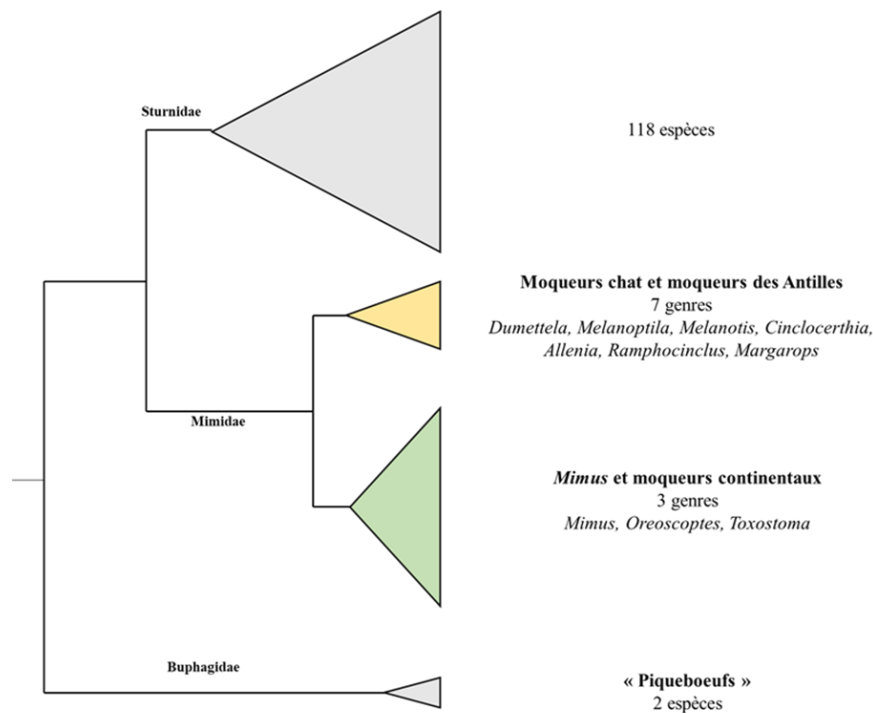 Sturnidae
118 espèces
Moqueurs chat et moqueurs des Antilles
7 genres
Dumettela, Melanoptila, Melanotis, Cinclocerthia,
Allenia, Ramphocinclus, Margarops
Mimidae
Mimus et moqueurs continentaux
3 genres
Mimus, Oreoscoptes, Toxostoma
Buphagidae
« Piqueboeufs »
2 espèces